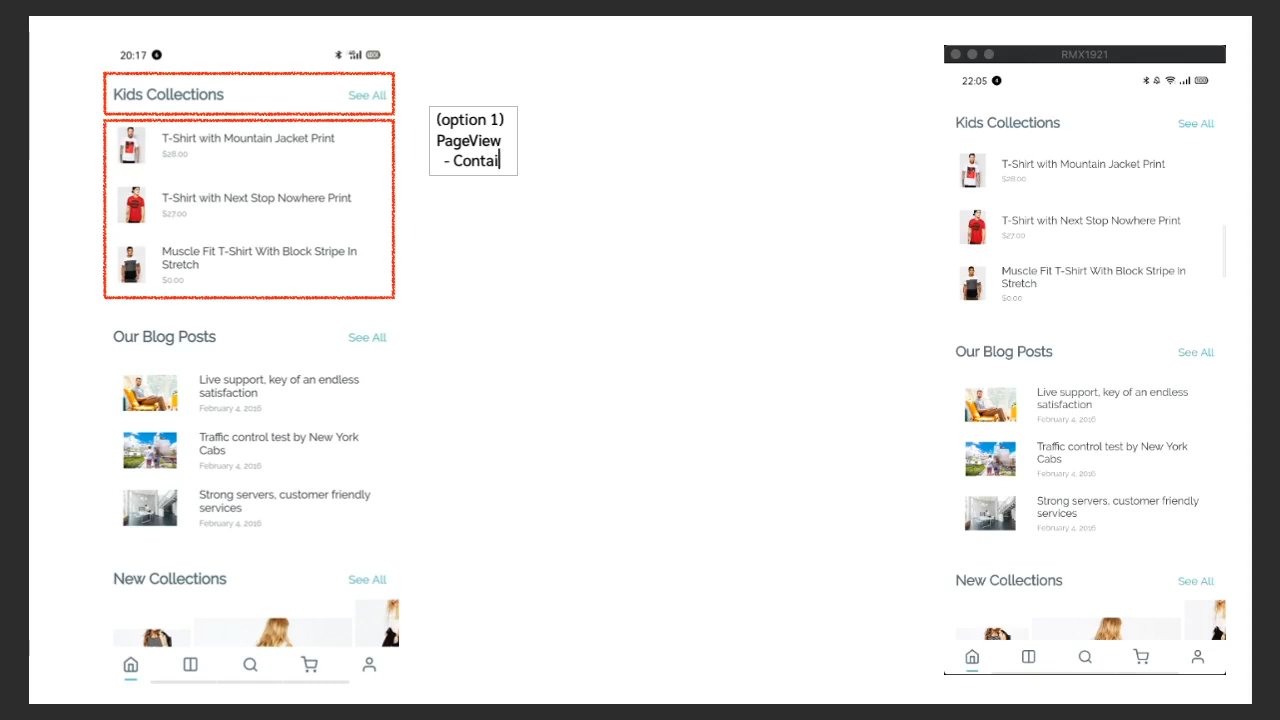 20:17
Kids Collections See All
T-Shirt with Mountain Jacket Print
$28.00
T-Shirt with Next Stop Nowhere Print
$27.00
Muscle Fit T-Shirt With Block Stripe In
Stretch
$0.00
Our Blog Posts See All
Live support, key of an endless
satisfaction
February 4, 2016
Traffic control test by New York
Cabs
February 4, 2016
Strong servers, customer friendly
services
February 4, 2016
New Collections See All
(option 1)
PageView
- Contai
RMX1921
22:05
Kids Collections See All
T-Shirt with Mountain Jacket Print
$28.00
T-Shirt with Next Stop Nowhere Print
$27.00
Muscle Fit T-Shirt With Block Stripe In
Stretch
$0.00
Our Blog Posts See All
Live support, key of an endless
satisfaction
February 4, 2016
Traffic control test by New York
Cabs
February 4, 2016
Strong servers, customer friendly
services
February 4, 2016
New Collections See All